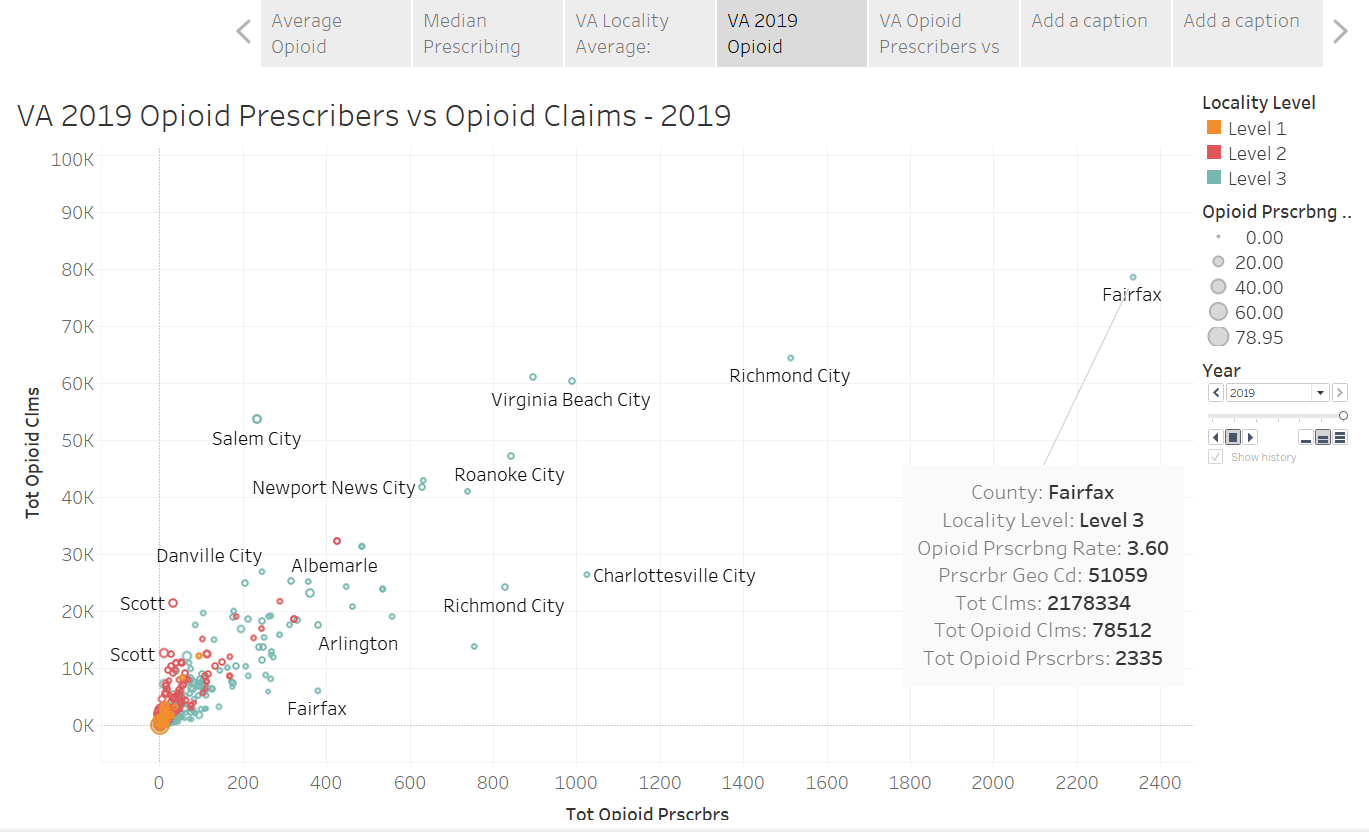 Average
Opioid
Median
Prescribing
VA Locality
Average:
VA 2019
Opioid
VA Opioid
Prescribers vs
Add a caption
Add a caption
VA 2019 Opioid Prescribers vs Opioid Claims - 2019
Locality Level
Level 1
Level 2
Level 3
Opioid Prscrbng ..
0.00
20.00
40.00
60.00
78.95
Year
2019
Show history
Tot Opioid Clms
100K
90K
80K
70K
60K
50K
40K
30K
20K
10K
0K
Fairfax
Richmond City
Virginia Beach City
Salem City
Roanoke City
Newport News City
Danville City
Albemarle
Charlottesville City
Scott
Richmond City
Arlington
Scott
Fairfax
County: Fairfax
Locality Level: Level 3
Opioid Prscrbng Rate: 3.60
Prscrbr Geo Cd: 51059
Tot Clms: 2178334
Tot Opioid Clms: 78512
Tot Opioid Prscrbrs: 2335
0
200
400
600
800
1000
1200
1400
1600
1800
2000
2200
2400
Tot Opioid Prscrbrs